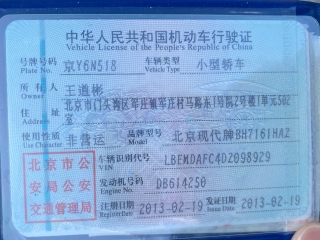 中华人民共和国机动车行驶证
Vehicle License of the People's Republic of China
号牌号码 京Y6N518 车辆类型 小型轿车
Plate No. Vehicle Type
所有人 王道彬
Owner
住址 北京市门头沟区军庄镇军庄村马路东1号院2号楼1单元502室
使用性质 非营运 品牌型号 北京现代牌BH7161HAZ
Use Character Model
北京市公 车辆识别代号 LBEMDAFC4DZ098929
VIN
安局公安 发动机号码 DB614250
Engine No.
交通管理局 注册日期 2013-02-19 发证日期 2013-02-19
Register Date Issue Date